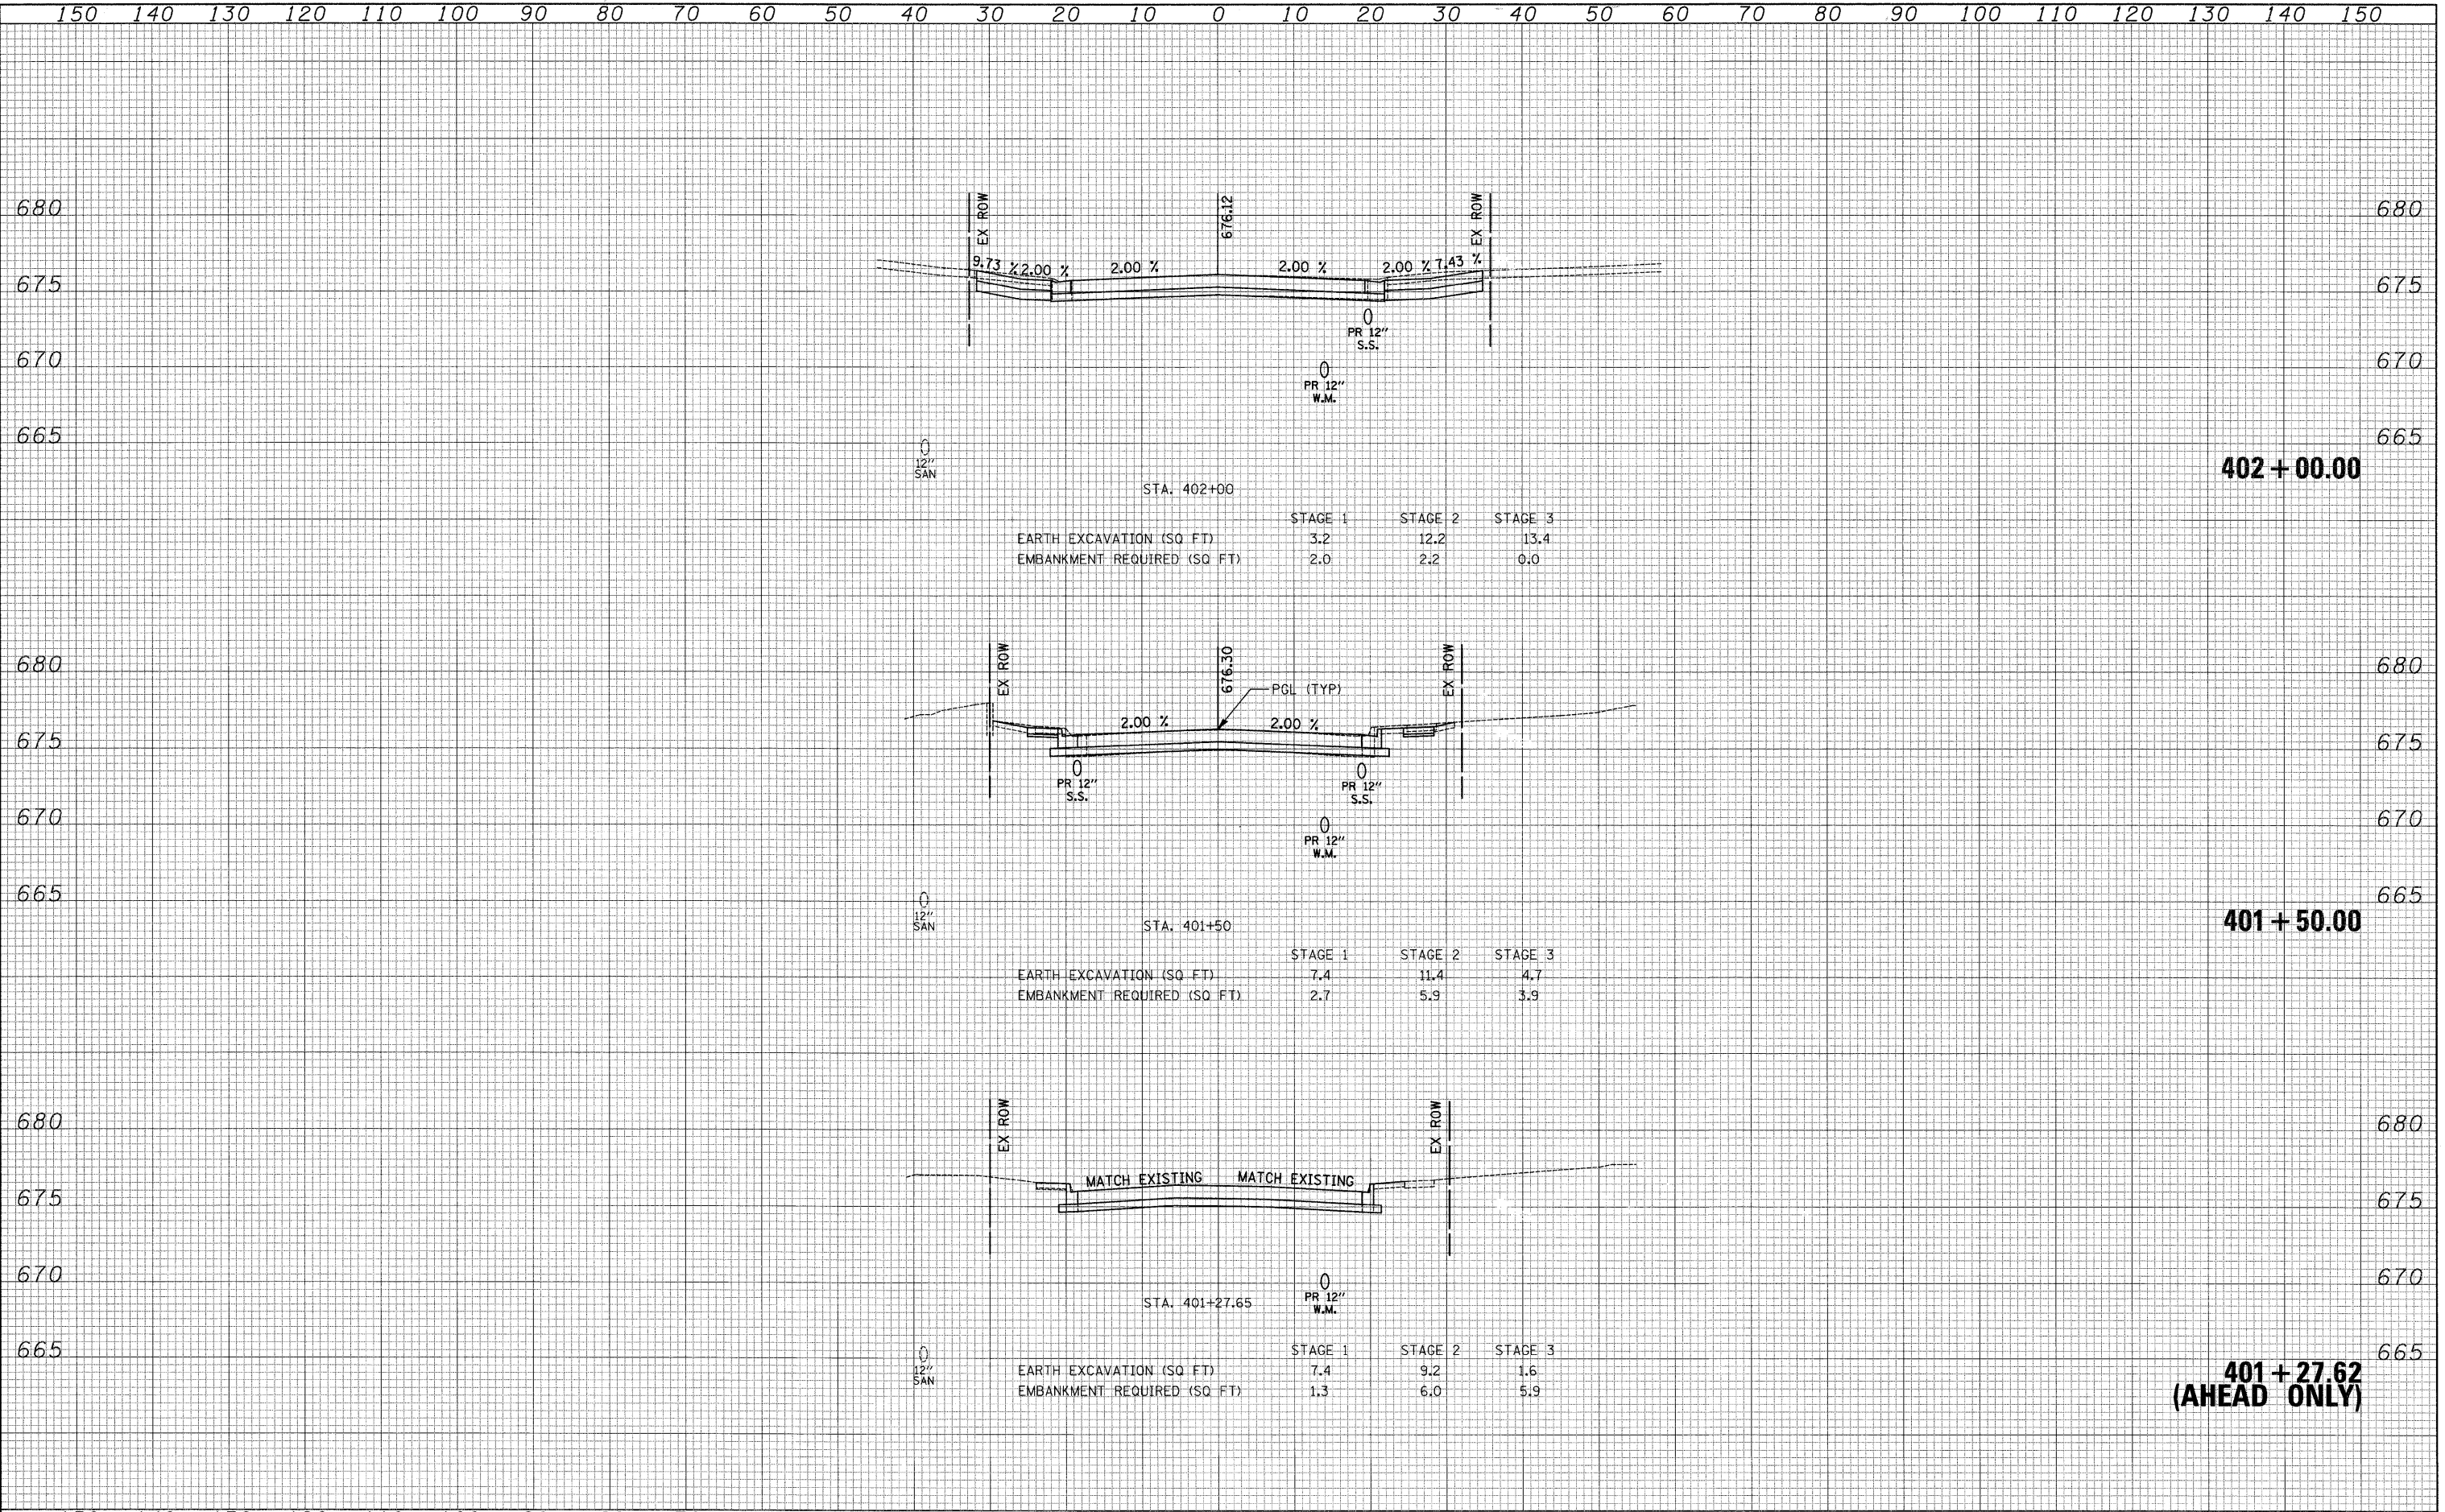 150 140 130 120 110 100 90 80 70 60 50 40 30 20 10 0 10 20 30 40 50 60 70 80 90 100 110 120 130 140 150
EX ROW 676.12 EX ROW
680 680
9.73 % 2.00 % 2.00 % 2.00 % 2.00 % 7.43 %
675 675
PR 12"
S.S.
670 670
PR 12"
W.M.
665 665
12"
SAN
402 + 00.00
STA. 402+00
STAGE 1 STAGE 2 STAGE 3
EARTH EXCAVATION (SQ FT) 3.2 12.2 13.4
EMBANKMENT REQUIRED (SQ FT) 2.0 2.2 0.0
EX ROW 676.30 EX ROW
680 680
PGL (TYP)
2.00 % 2.00 %
675 675
PR 12" PR 12"
S.S. S.S.
670 670
PR 12"
W.M.
665 665
12"
SAN
401 + 50.00
STA. 401+50
STAGE 1 STAGE 2 STAGE 3
EARTH EXCAVATION (SQ FT) 7.4 11.4 4.7
EMBANKMENT REQUIRED (SQ FT) 2.7 5.9 3.9
EX ROW EX ROW
680 680
MATCH EXISTING MATCH EXISTING
675 675
670 670
PR 12"
W.M.
STA. 401+27.65
665 665
12"
SAN
STAGE 1 STAGE 2 STAGE 3
EARTH EXCAVATION (SQ FT) 7.4 9.2 1.6
EMBANKMENT REQUIRED (SQ FT) 1.3 6.0 5.9
401 + 27.62
(AHEAD ONLY)